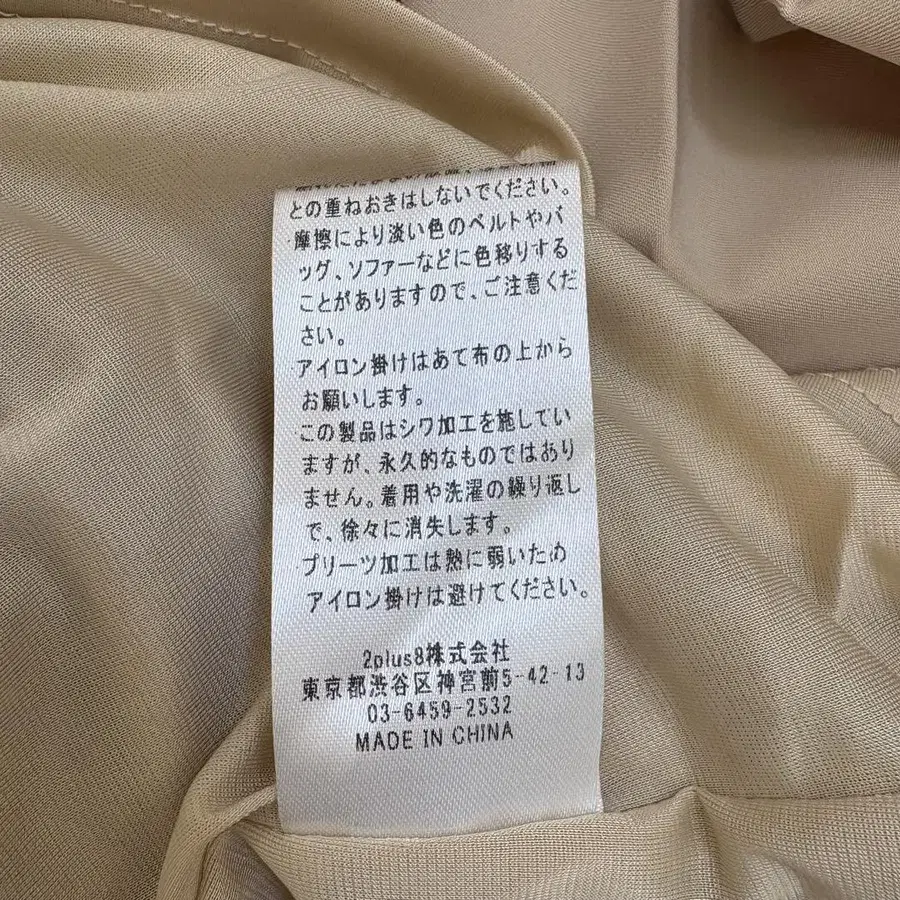 との重ねおきはしないでください。
・摩擦により淡い色のベルトやバ
ッグ、ソファーなどに色移りする
ことがありますので、ご注意くだ
さい。
・アイロン掛けはあて布の上から
お願いします。
・この製品はシワ加工を施してい
ますが、永久的なものではあり
ません。着用や洗濯の繰り返し
で、徐々に消失します。
・プリーツ加工は熱に弱いため
アイロン掛けは避けてください。
2plus8株式会社
東京都渋谷区神宮前5-42-13
03-6459-2532
MADE IN CHINA